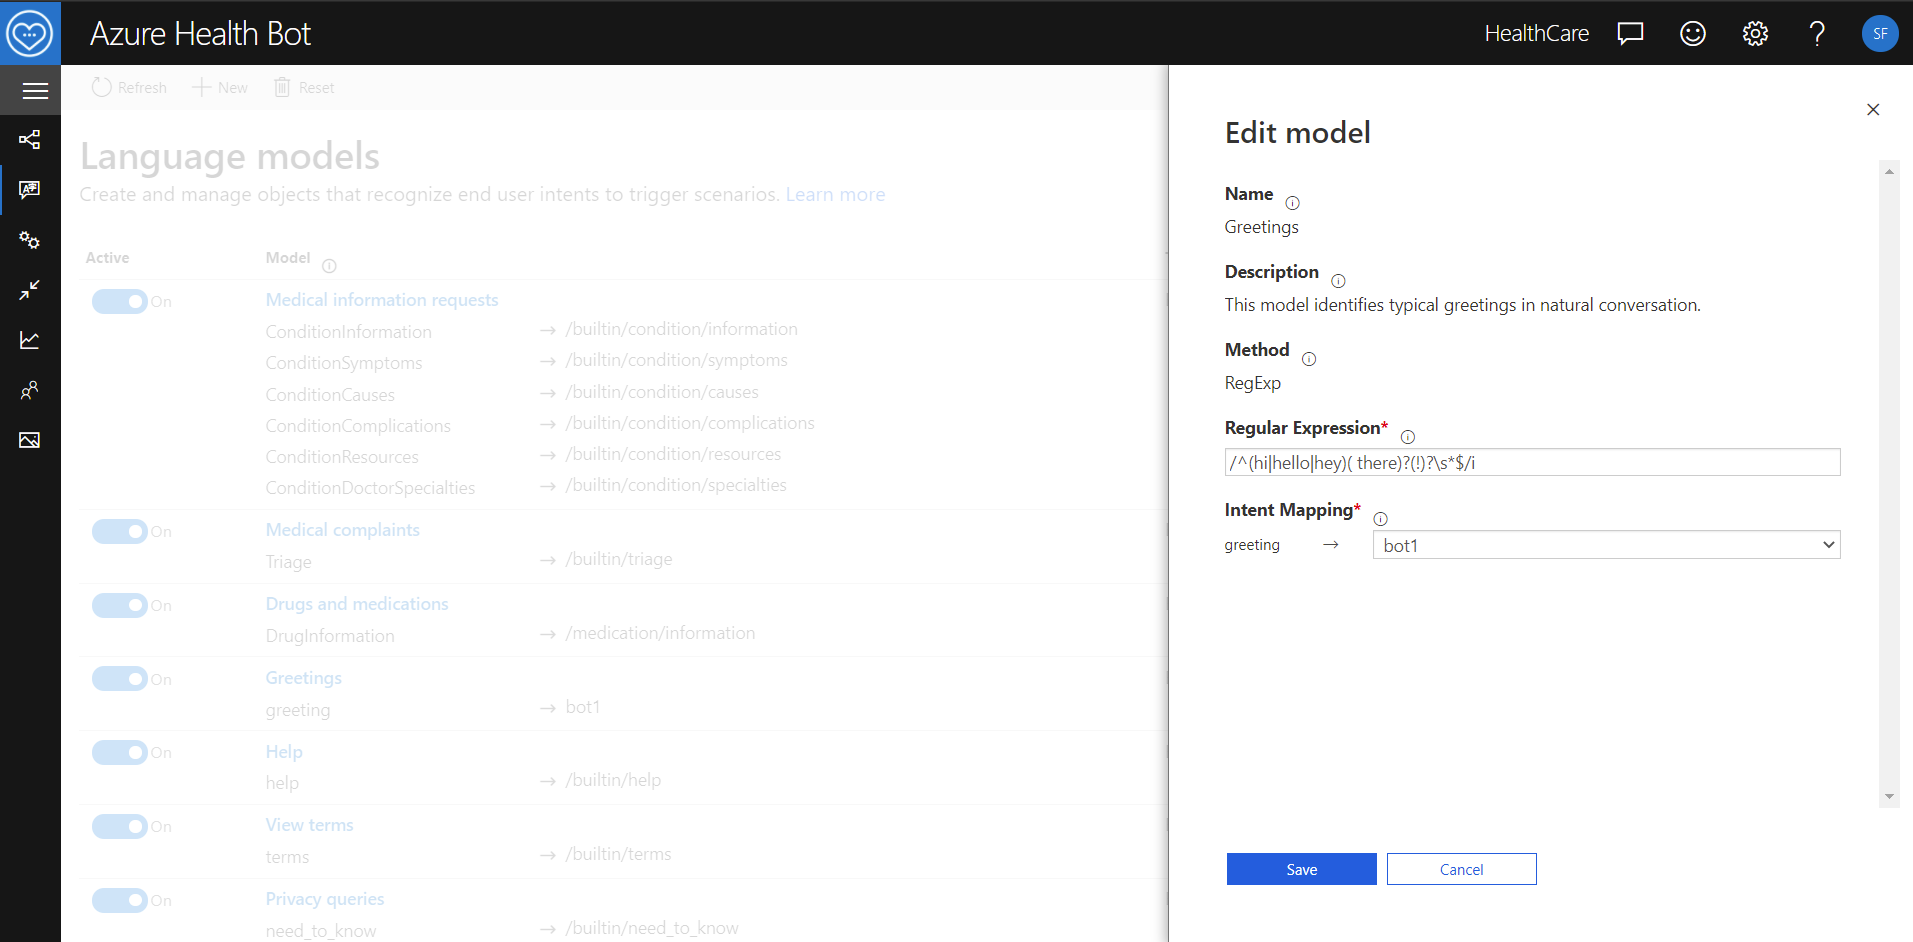 Azure Health Bot
HealthCare
SF
Refresh
New
Reset
Language models
Create and manage objects that recognize end user intents to trigger scenarios. Learn more
Active
Model
On
Medical information requests
ConditionInformation → /builtin/condition/information
ConditionSymptoms → /builtin/condition/symptoms
ConditionCauses → /builtin/condition/causes
ConditionComplications → /builtin/condition/complications
ConditionResources → /builtin/condition/resources
ConditionDoctorSpecialties → /builtin/condition/specialties
On
Medical complaints
Triage → /builtin/triage
On
Drugs and medications
DrugInformation → /medication/information
On
Greetings
greeting → bot1
On
Help
help → /builtin/help
On
View terms
terms → /builtin/terms
On
Privacy queries
need_to_know → /builtin/need_to_know
Edit model
Name
Greetings
Description
This model identifies typical greetings in natural conversation.
Method
RegExp
Regular Expression*
/^(hi|hello|hey)( there)?(!)?\s*$/i
Intent Mapping*
greeting → bot1
Save
Cancel